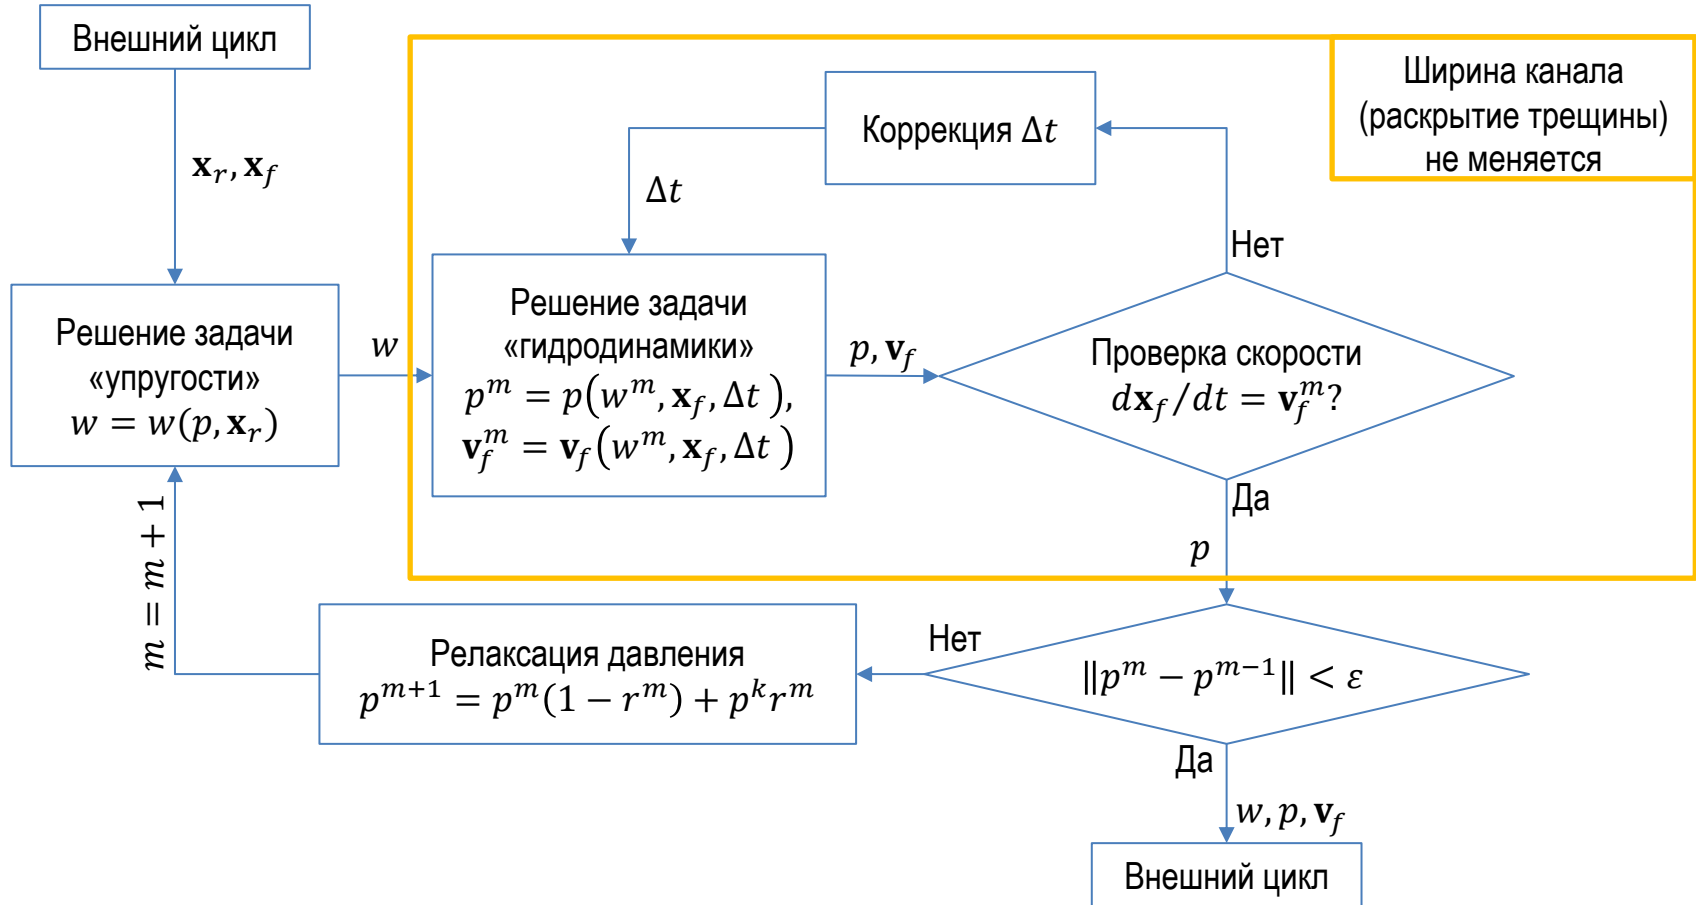 Внешний цикл
Ширина канала
(раскрытие трещины)
не меняется
Коррекция Δt
𝐱_r, 𝐱_f
Δt
Нет
Решение задачи
«упругости»
w = w(p, 𝐱_r)
w
Решение задачи
«гидродинамики»
p^m = p(w^m, 𝐱_f, Δt ),
𝐯_f^m = 𝐯_f(w^m, 𝐱_f, Δt )
p, 𝐯_f
Проверка скорости
d𝐱_f/dt = 𝐯_f^m?
Да
p
m = m + 1
Релаксация давления
p^{m+1} = p^m(1 − r^m) + p^k r^m
Нет
‖p^m − p^{m−1}‖ < ε
Да
w, p, 𝐯_f
Внешний цикл